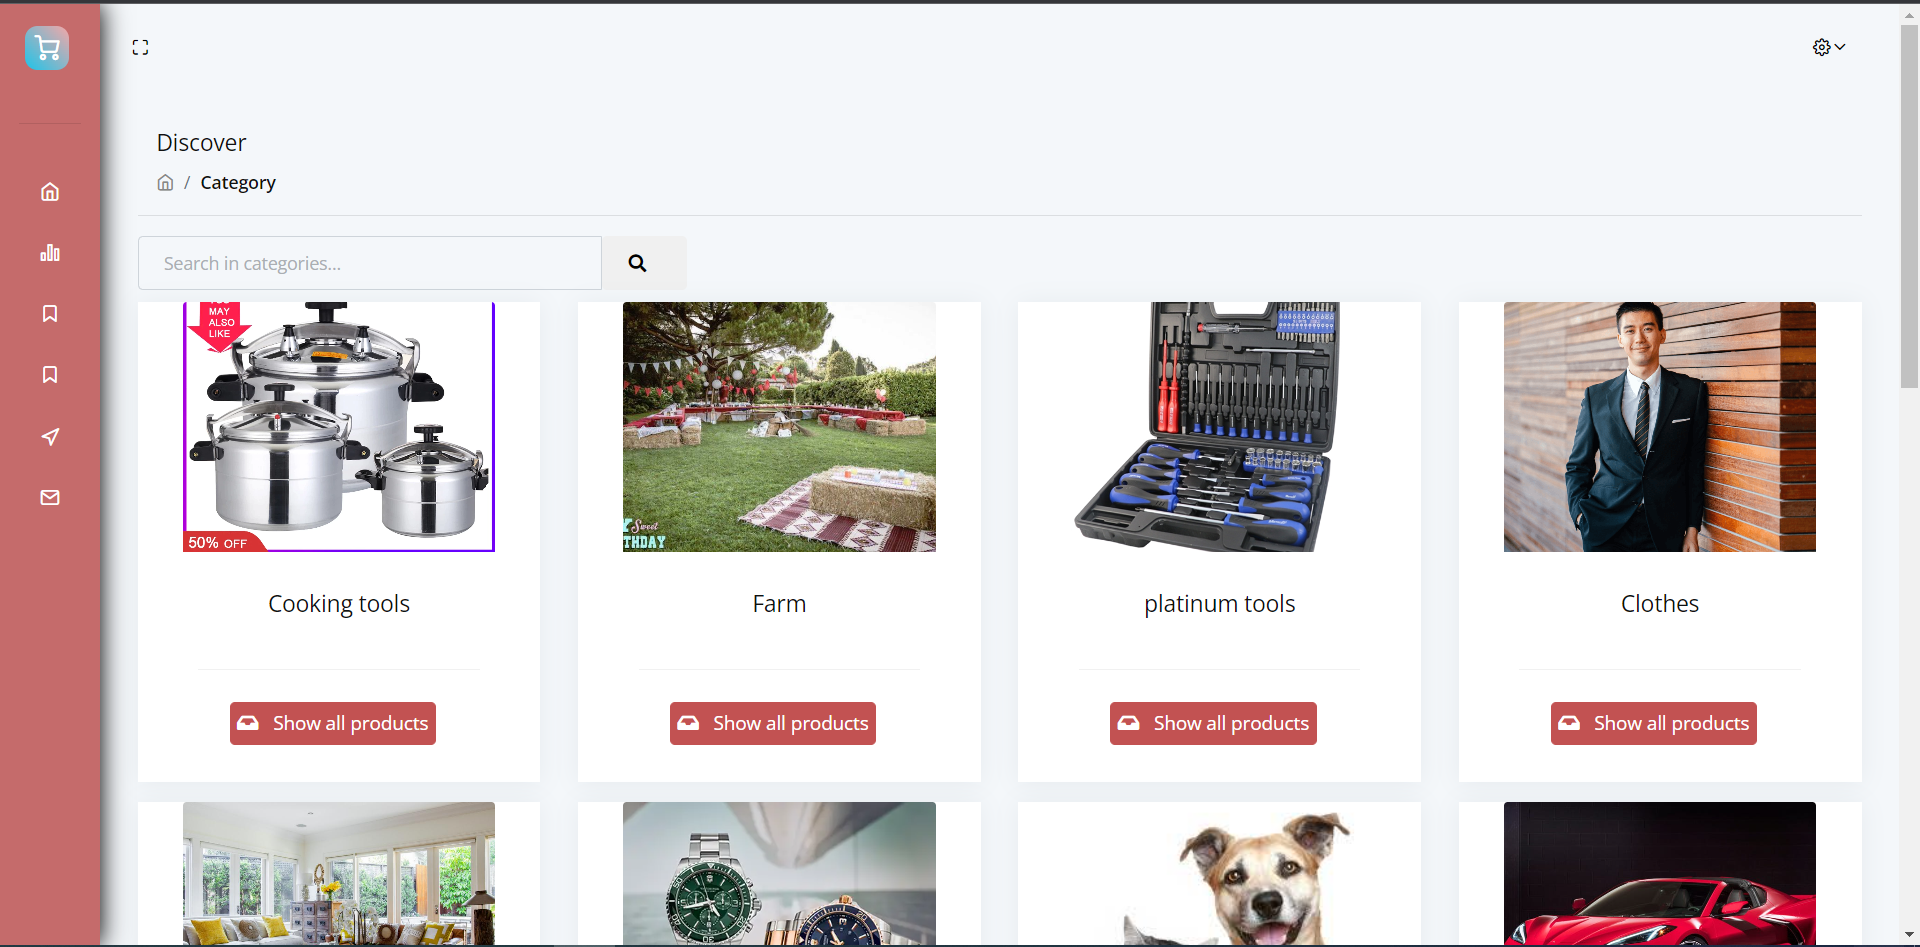 Discover
/ Category
Search in categories...
MAY
ALSO
LIKE
50% OFF
Sweet
THDAY
Cooking tools
Farm
platinum tools
Clothes
Show all products
Show all products
Show all products
Show all products